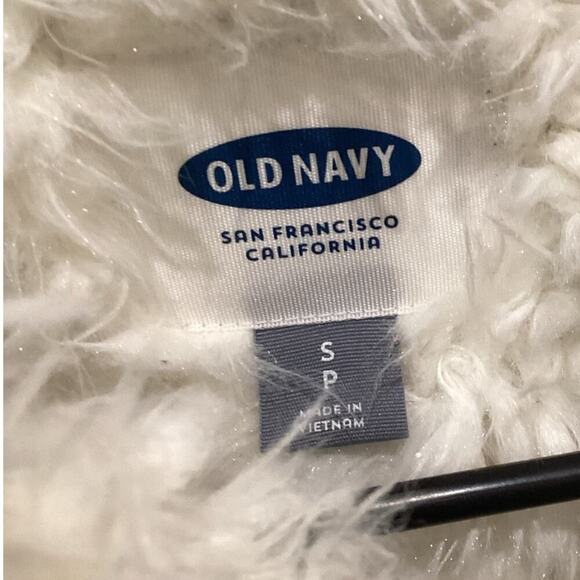 OLD NAVY
SAN FRANCISCO
CALIFORNIA
S
P
MADE IN
VIETNAM